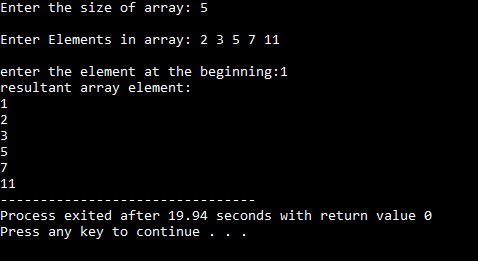 Enter the size of array: 5
Enter Elements in array: 2 3 5 7 11
enter the element at the beginning:1
resultant array element:
1
2
3
5
7
11
--------------------------------
Process exited after 19.94 seconds with return value 0
Press any key to continue . . .